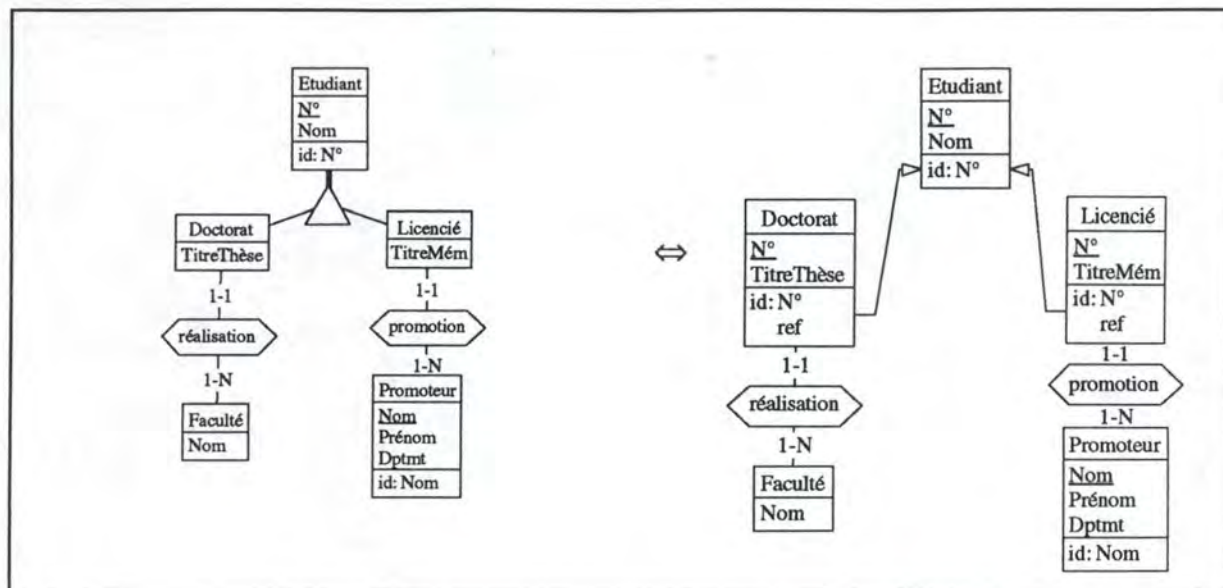 Etudiant
N°
Nom
id: N°
Doctorat
TitreThèse
1-1
réalisation
1-N
Faculté
Nom
Licencié
TitreMém
1-1
promotion
1-N
Promoteur
Nom
Prénom
Dptmt
id: Nom
⇔
Etudiant
N°
Nom
id: N°
Doctorat
N°
TitreThèse
id: N°
ref
1-1
réalisation
1-N
Faculté
Nom
Licencié
N°
TitreMém
id: N°
ref
1-1
promotion
1-N
Promoteur
Nom
Prénom
Dptmt
id: Nom